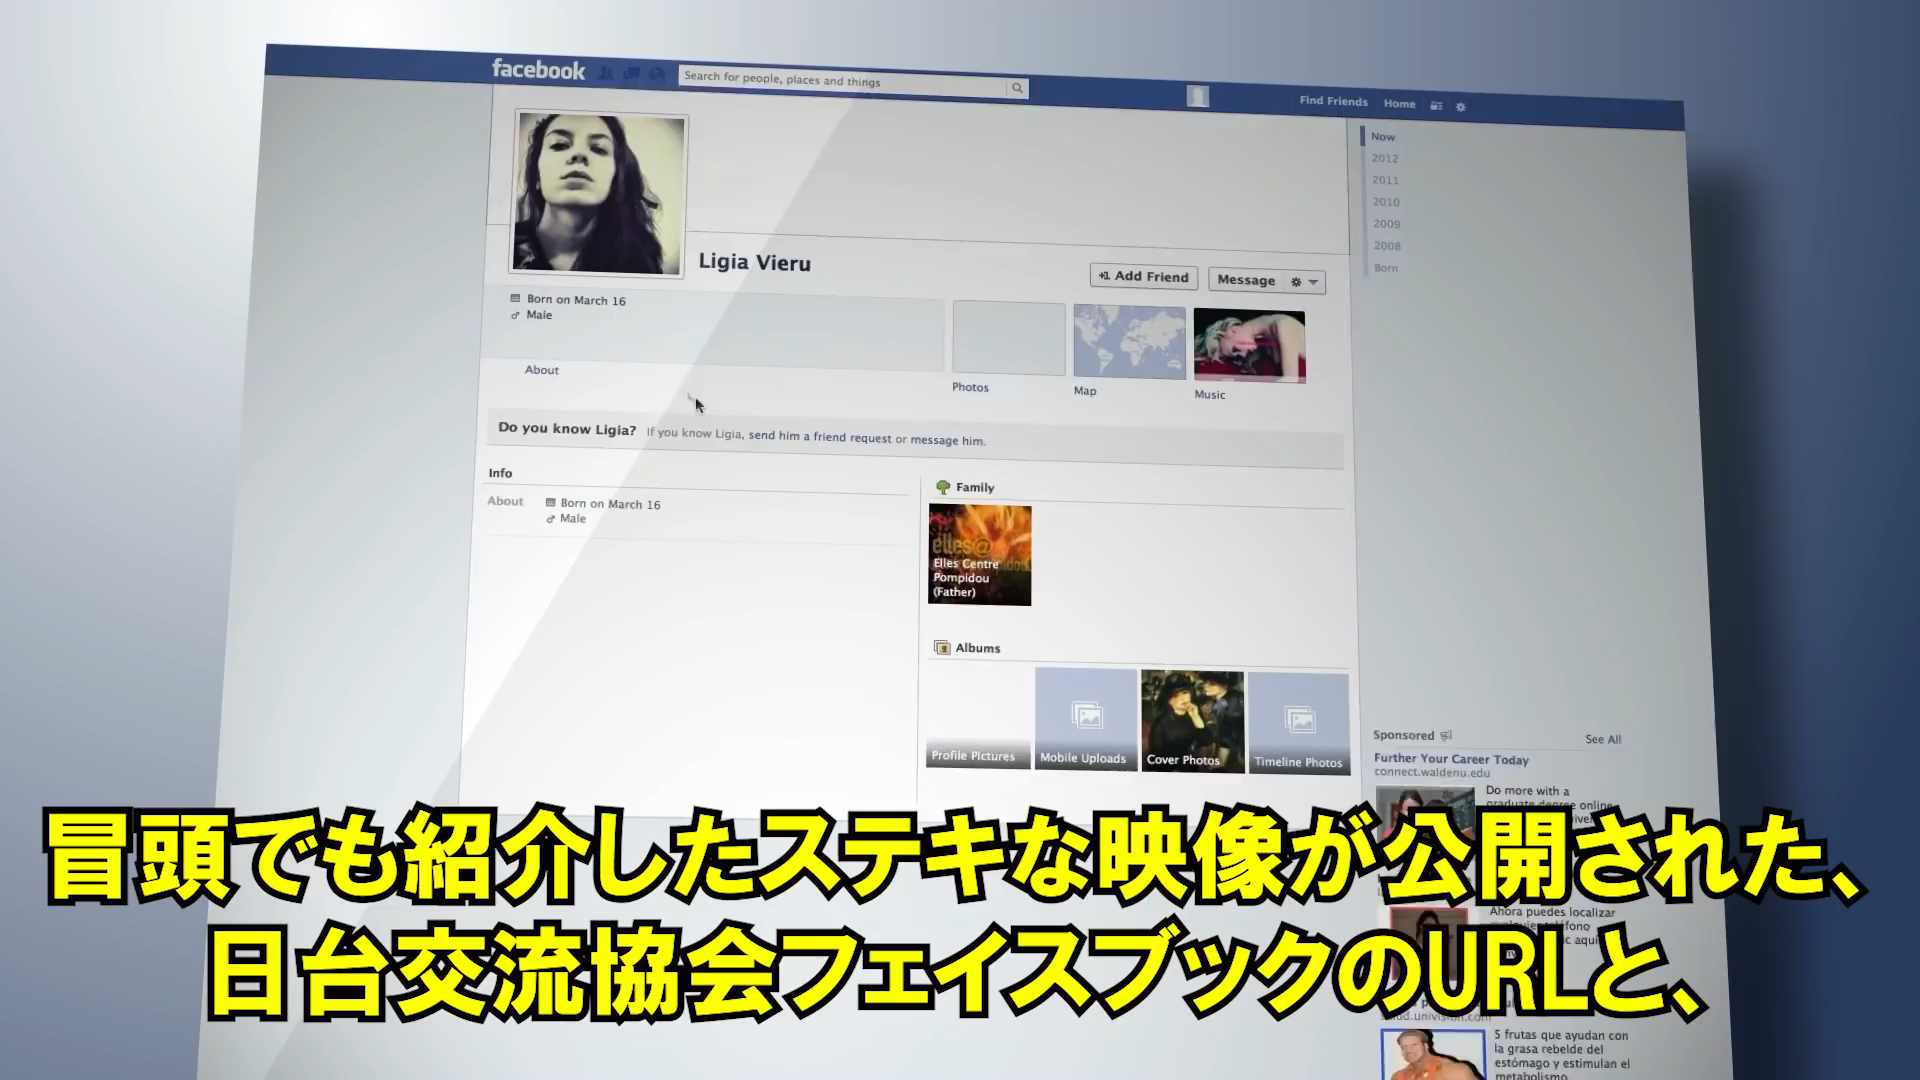 facebook
Search for people, places and things
Find Friends
Home
Now
2012
2011
2010
2009
2008
Born
Ligia Vieru
+1 Add Friend
Message
Born on March 16
Male
About
Photos
Map
Music
Do you know Ligia? If you know Ligia, send him a friend request or message him.
Info
About
Born on March 16
Male
Family
elles@
Elles Centre
Pompidou
(Father)
Albums
Profile Pictures
Mobile Uploads
Cover Photos
Timeline Photos
Sponsored
See All
Further Your Career Today
connect.waldenu.edu
Do more with a
graduate degree online
冒頭でも紹介したステキな映像が公開された、
Ahora puedes localizar
日台交流協会フェイスブックのURLと、
5 frutas que ayudan con
la grasa rebelde del
estómago y estimulan el
metabolismo